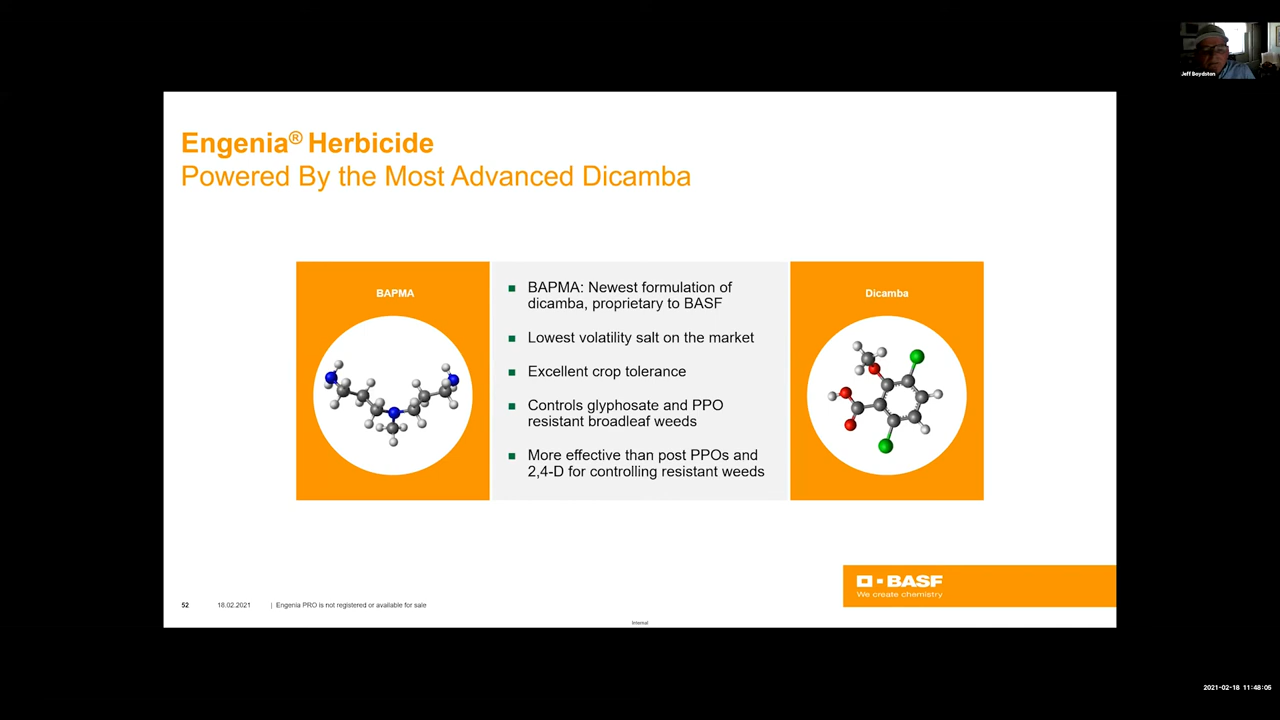 Jeff Boydston
Engenia® Herbicide
Powered By the Most Advanced Dicamba
BAPMA
■ BAPMA: Newest formulation of
dicamba, proprietary to BASF
■ Lowest volatility salt on the market
■ Excellent crop tolerance
■ Controls glyphosate and PPO
resistant broadleaf weeds
■ More effective than post PPOs and
2,4-D for controlling resistant weeds
Dicamba
BASF
We create chemistry
52 18.02.2021 | Engenia PRO is not registered or available for sale
Internal
2021-02-18 11:48:05